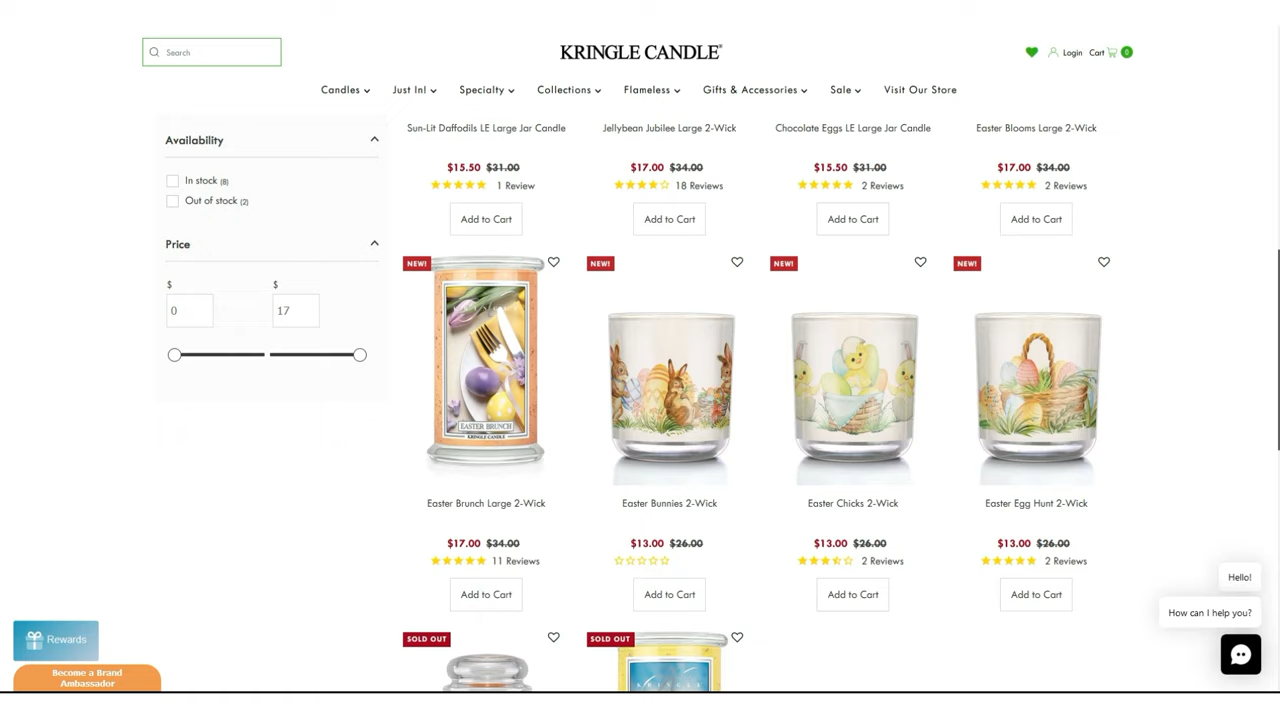 Search
KRINGLE CANDLE®
Login Cart 0
Candles Just In! Specialty Collections Flameless Gifts & Accessories Sale Visit Our Store
Availability
In stock (8)
Out of stock (2)
Price
$ $
0 17
Sun-Lit Daffodils LE Large Jar Candle
$15.50 $31.00
1 Review
Add to Cart
Jellybean Jubilee Large 2-Wick
$17.00 $34.00
18 Reviews
Add to Cart
Chocolate Eggs LE Large Jar Candle
$15.50 $31.00
2 Reviews
Add to Cart
Easter Blooms Large 2-Wick
$17.00 $34.00
2 Reviews
Add to Cart
NEW!
EASTER BRUNCH
KRINGLE CANDLE
Easter Brunch Large 2-Wick
$17.00 $34.00
11 Reviews
Add to Cart
NEW!
Easter Bunnies 2-Wick
$13.00 $26.00
Add to Cart
NEW!
Easter Chicks 2-Wick
$13.00 $26.00
2 Reviews
Add to Cart
NEW!
Easter Egg Hunt 2-Wick
$13.00 $26.00
2 Reviews
Add to Cart
SOLD OUT
SOLD OUT
KRINGLE
Rewards
Become a Brand
Ambassador
Hello!
How can I help you?